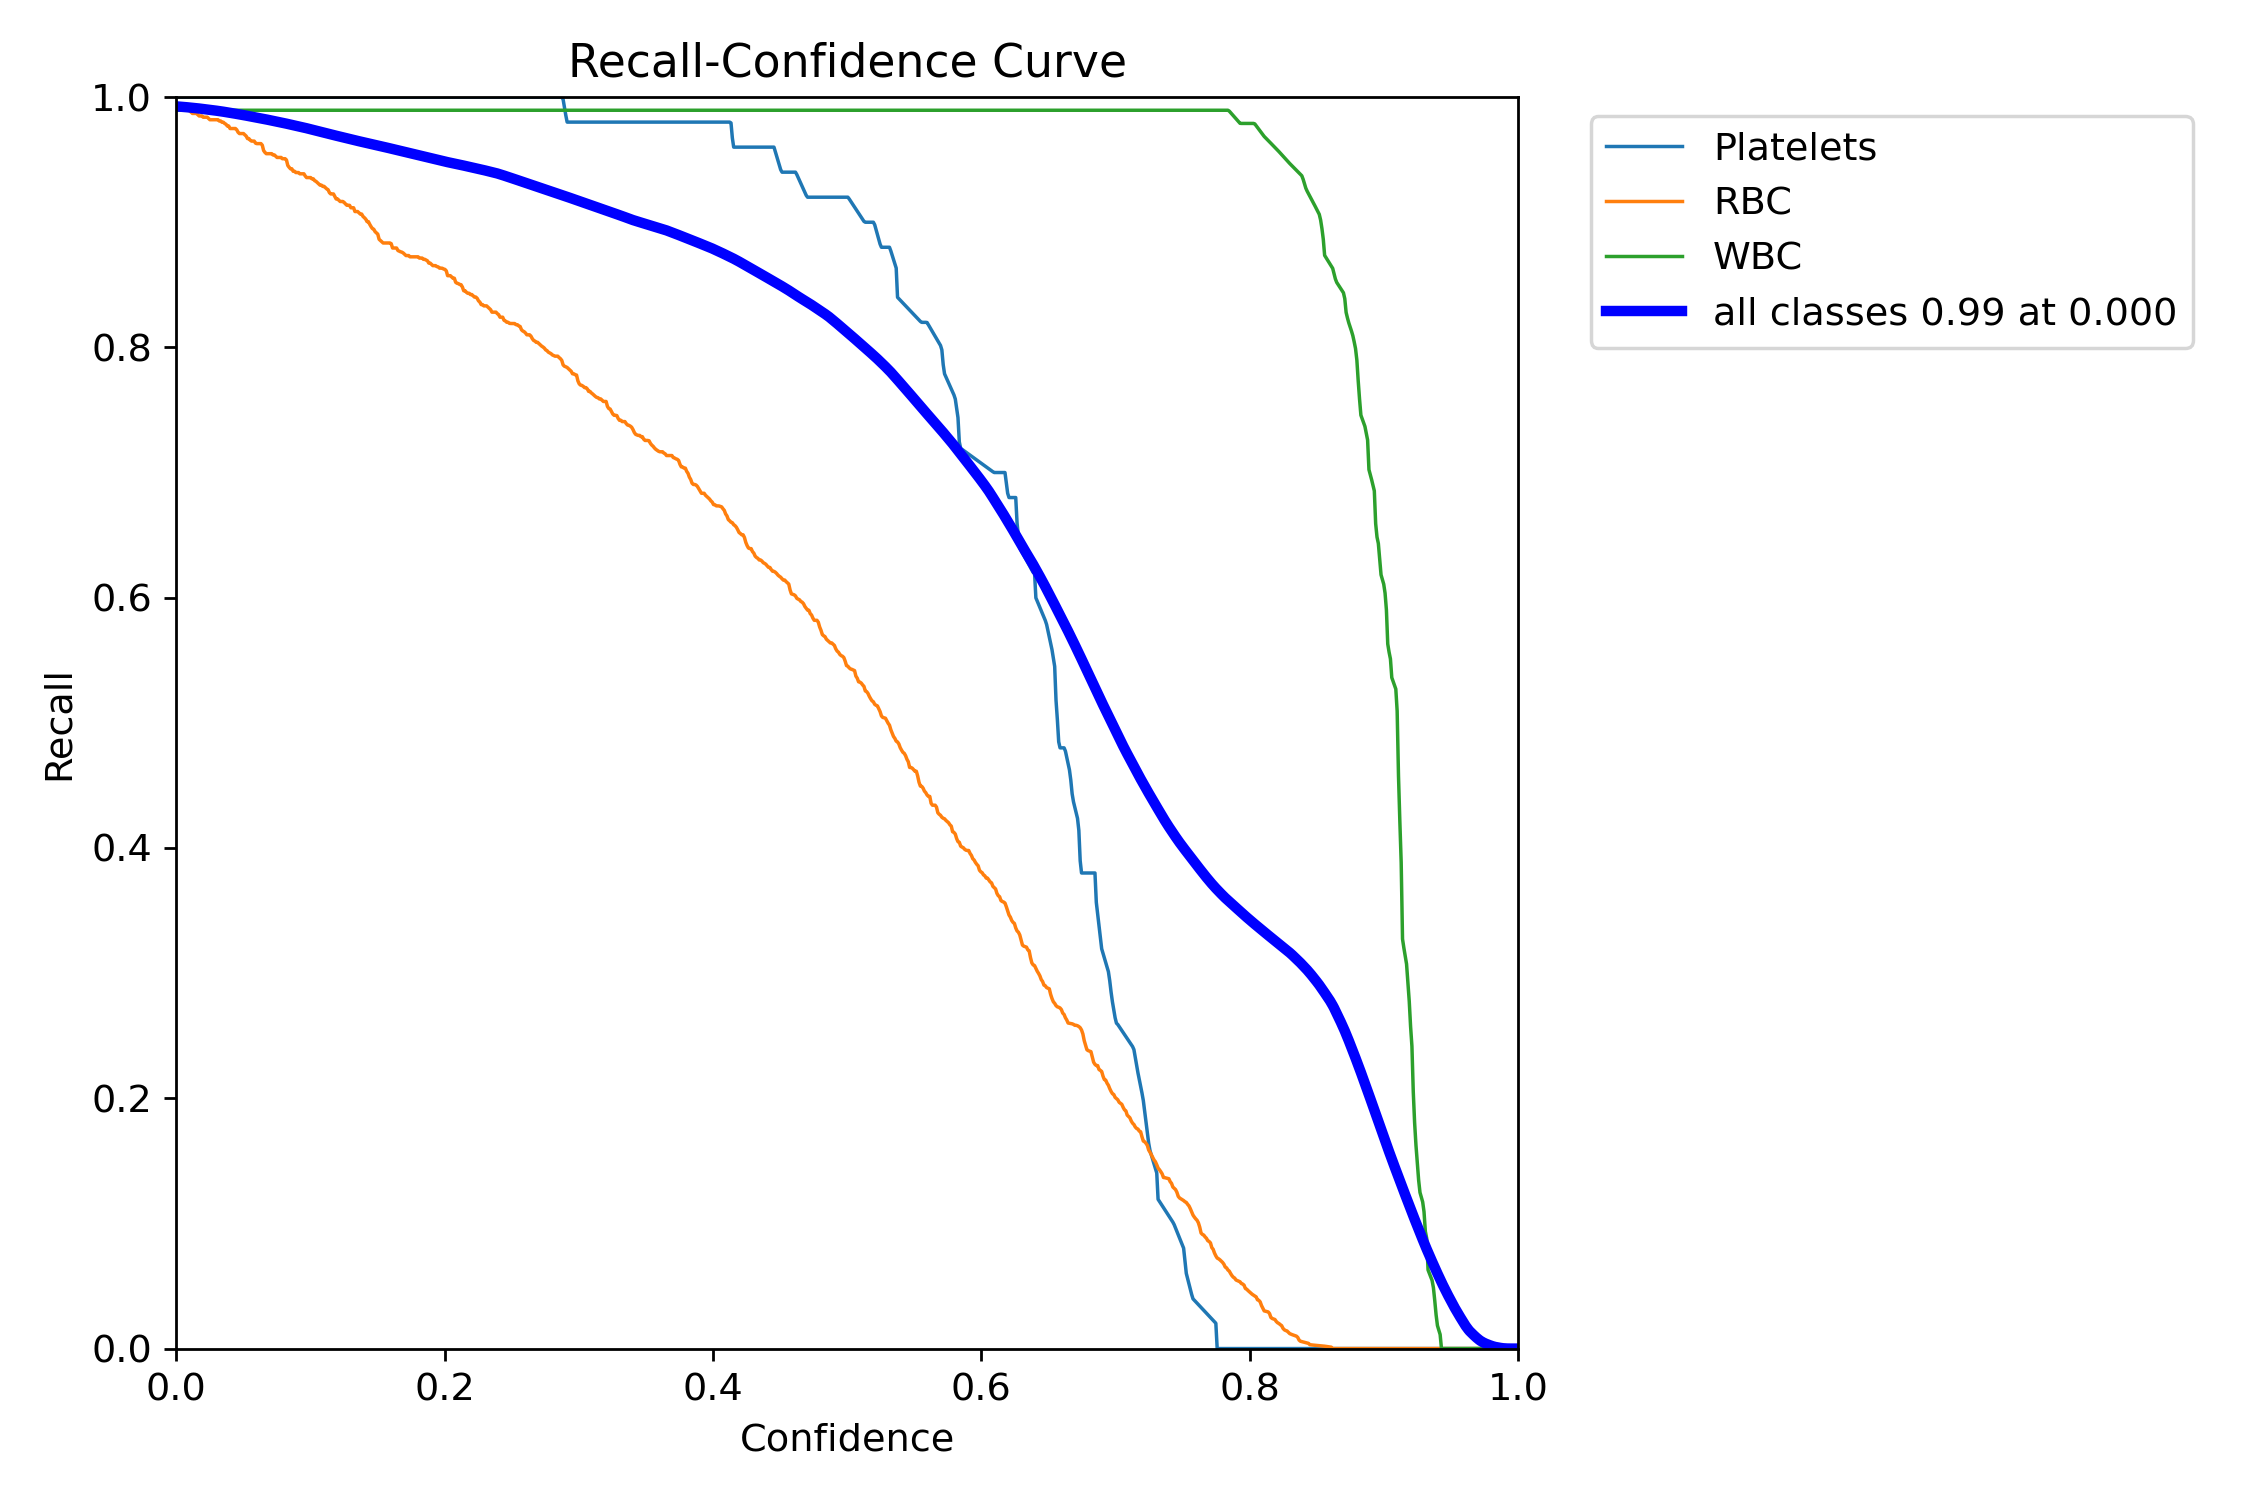 Recall-Confidence Curve
1.0
0.8
0.6
0.4
0.2
0.0
Recall
0.0 0.2 0.4 0.6 0.8 1.0
Confidence
Platelets
RBC
WBC
all classes 0.99 at 0.000